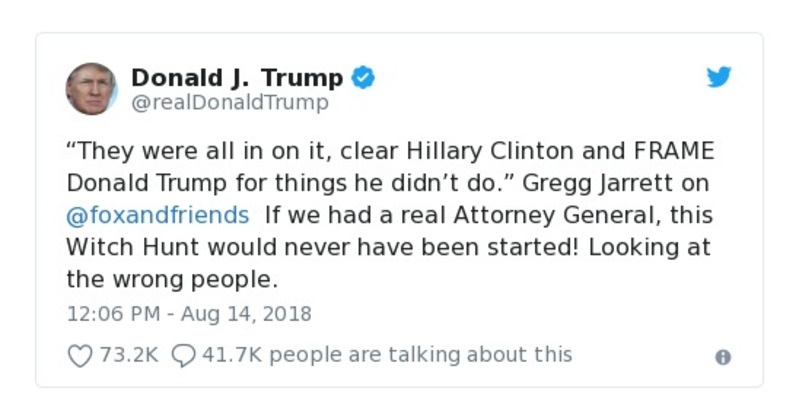 Donald J. Trump
@realDonaldTrump
“They were all in on it, clear Hillary Clinton and FRAME
Donald Trump for things he didn’t do.” Gregg Jarrett on
@foxandfriends  If we had a real Attorney General, this
Witch Hunt would never have been started! Looking at
the wrong people.
12:06 PM - Aug 14, 2018
73.2K 41.7K people are talking about this